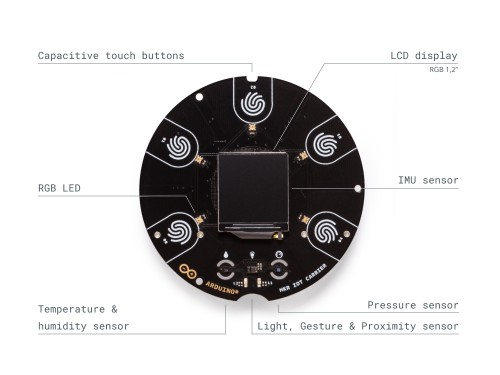 Capacitive touch buttons
LCD display
RGB 1,2"
RGB LED
IMU sensor
ARDUINO®
MKR IOT CARRIER
Temperature &
humidity sensor
Pressure sensor
Light, Gesture & Proximity sensor